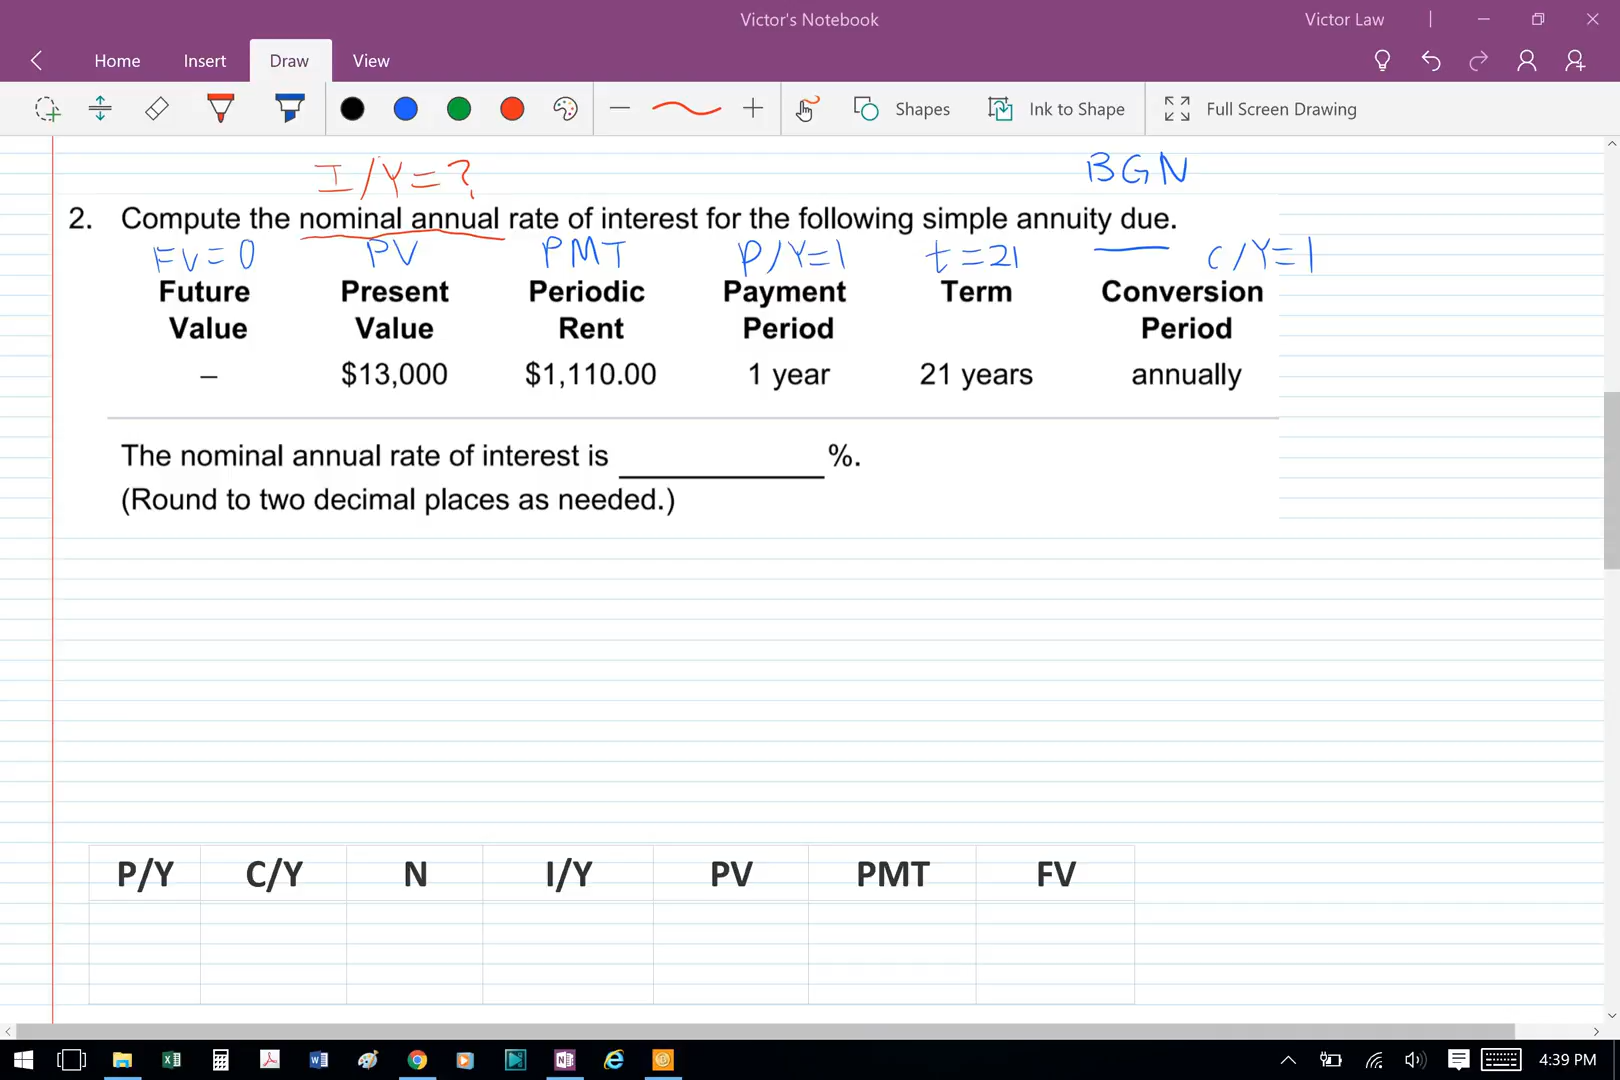 Victor's Notebook
Victor Law
Home Insert Draw View
Shapes Ink to Shape Full Screen Drawing
I/Y=? BGN
2. Compute the nominal annual rate of interest for the following simple annuity due.
FV=0 PV PMT P/Y=1 t=21 C/Y=1
Future Present Periodic Payment Term Conversion
Value Value Rent Period Period
– $13,000 $1,110.00 1 year 21 years annually
The nominal annual rate of interest is ____________ %.
(Round to two decimal places as needed.)
P/Y C/Y N I/Y PV PMT FV
4:39 PM